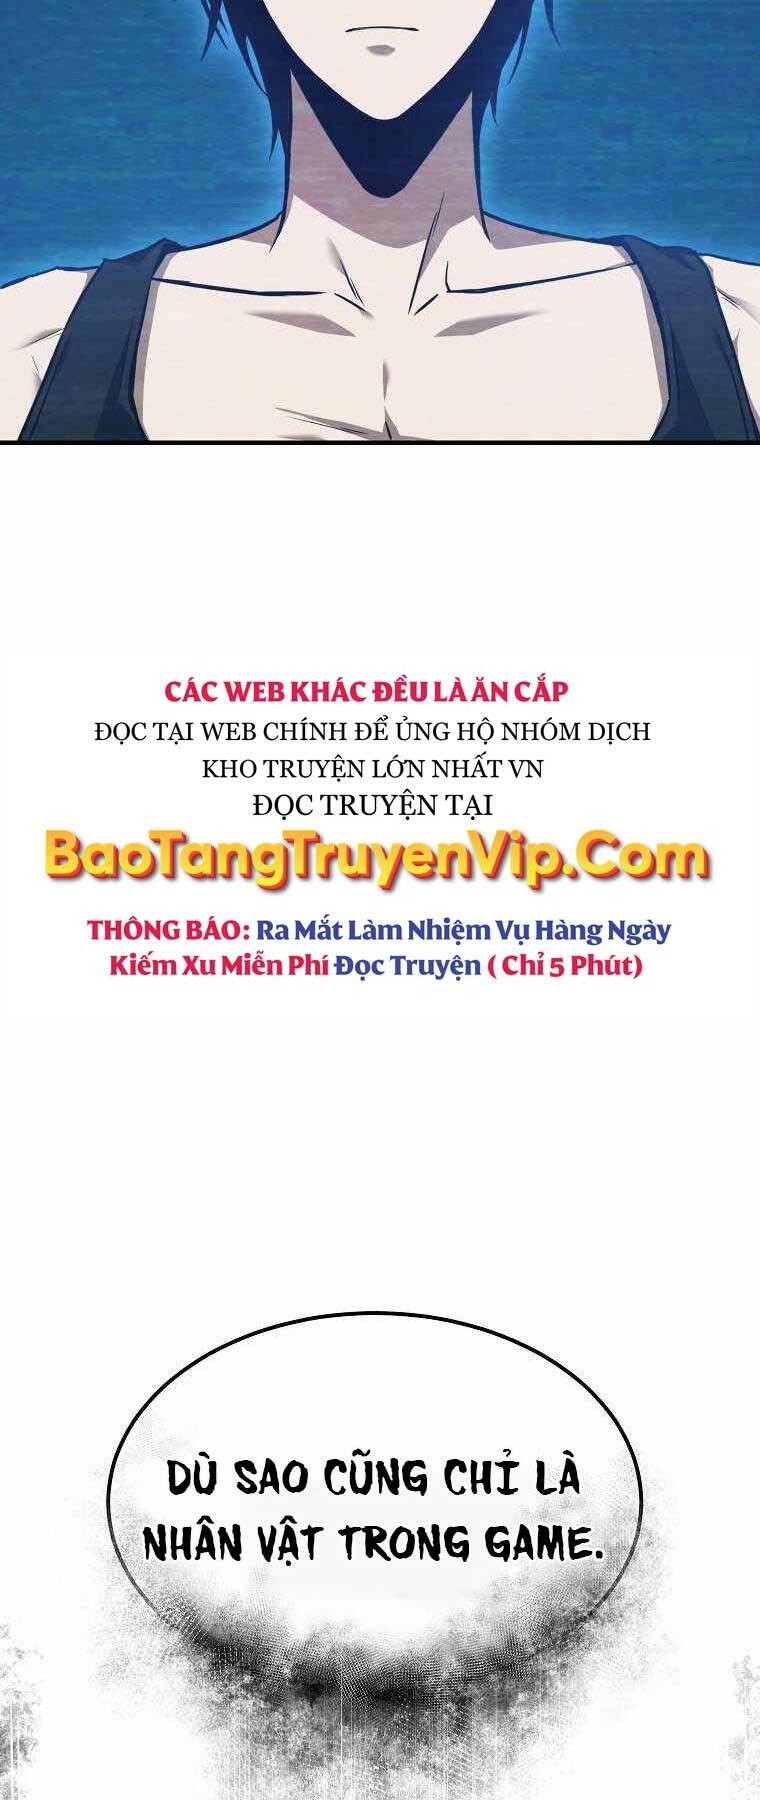 CÁC WEB KHÁC ĐỀU LÀ ĂN CẮP
ĐỌC TẠI WEB CHÍNH ĐỂ ỦNG HỘ NHÓM DỊCH
KHO TRUYỆN LỚN NHẤT VN
ĐỌC TRUYỆN TẠI
BaoTangTruyenVip.Com
THÔNG BÁO: Ra Mắt Làm Nhiệm Vụ Hàng Ngày
Kiếm Xu Miễn Phí Đọc Truyện ( Chỉ 5 Phút)
DÙ SAO CŨNG CHỈ LÀ
NHÂN VẬT TRONG GAME.